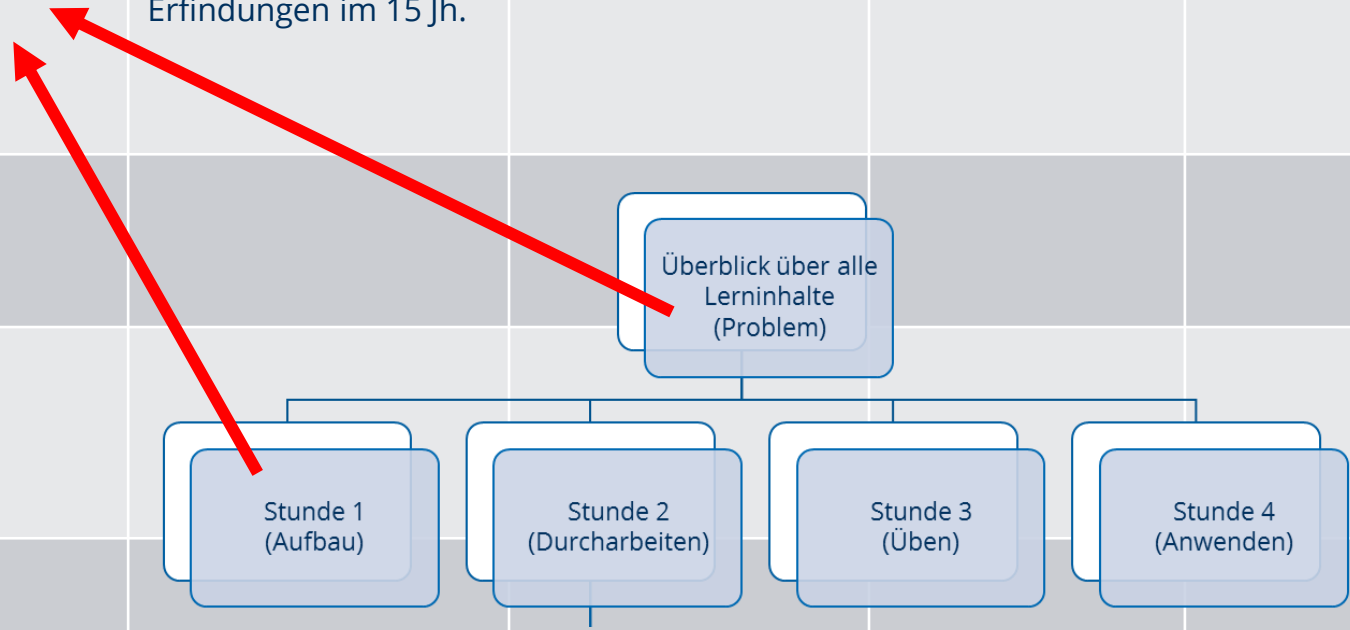 Erfindungen im 15 Jh.
Überblick über alle
Lerninhalte
(Problem)
Stunde 1
(Aufbau)
Stunde 2
(Durcharbeiten)
Stunde 3
(Üben)
Stunde 4
(Anwenden)